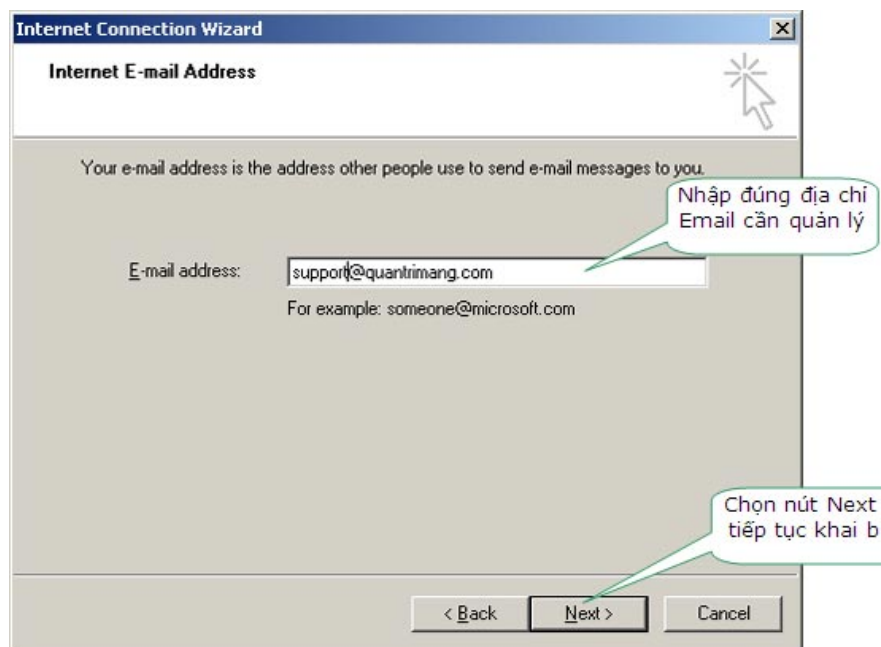 Internet Connection Wizard
Internet E-mail Address
Your e-mail address is the address other people use to send e-mail messages to you.
Nhập đúng địa chỉ
Email cần quản lý
E-mail address:
support@quantrimang.com
For example: someone@microsoft.com
Chọn nút Next
tiếp tục khai b
< Back
Next >
Cancel